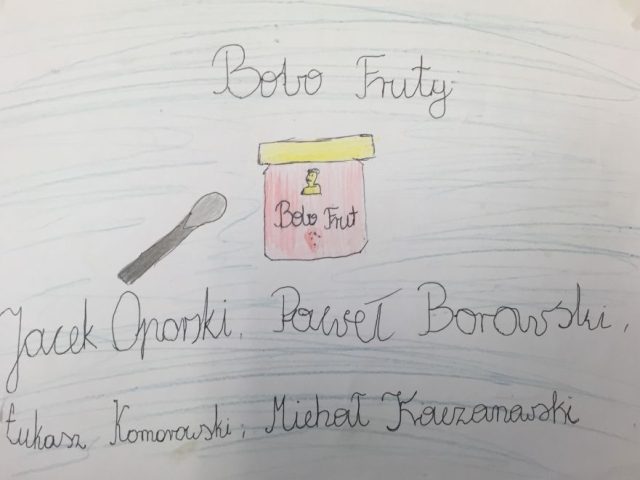 Bobo Fruty
Bobo Frut
Jacek Oporski, Paweł Borowski,
Łukasz Komorowski, Michał Kaczanowski